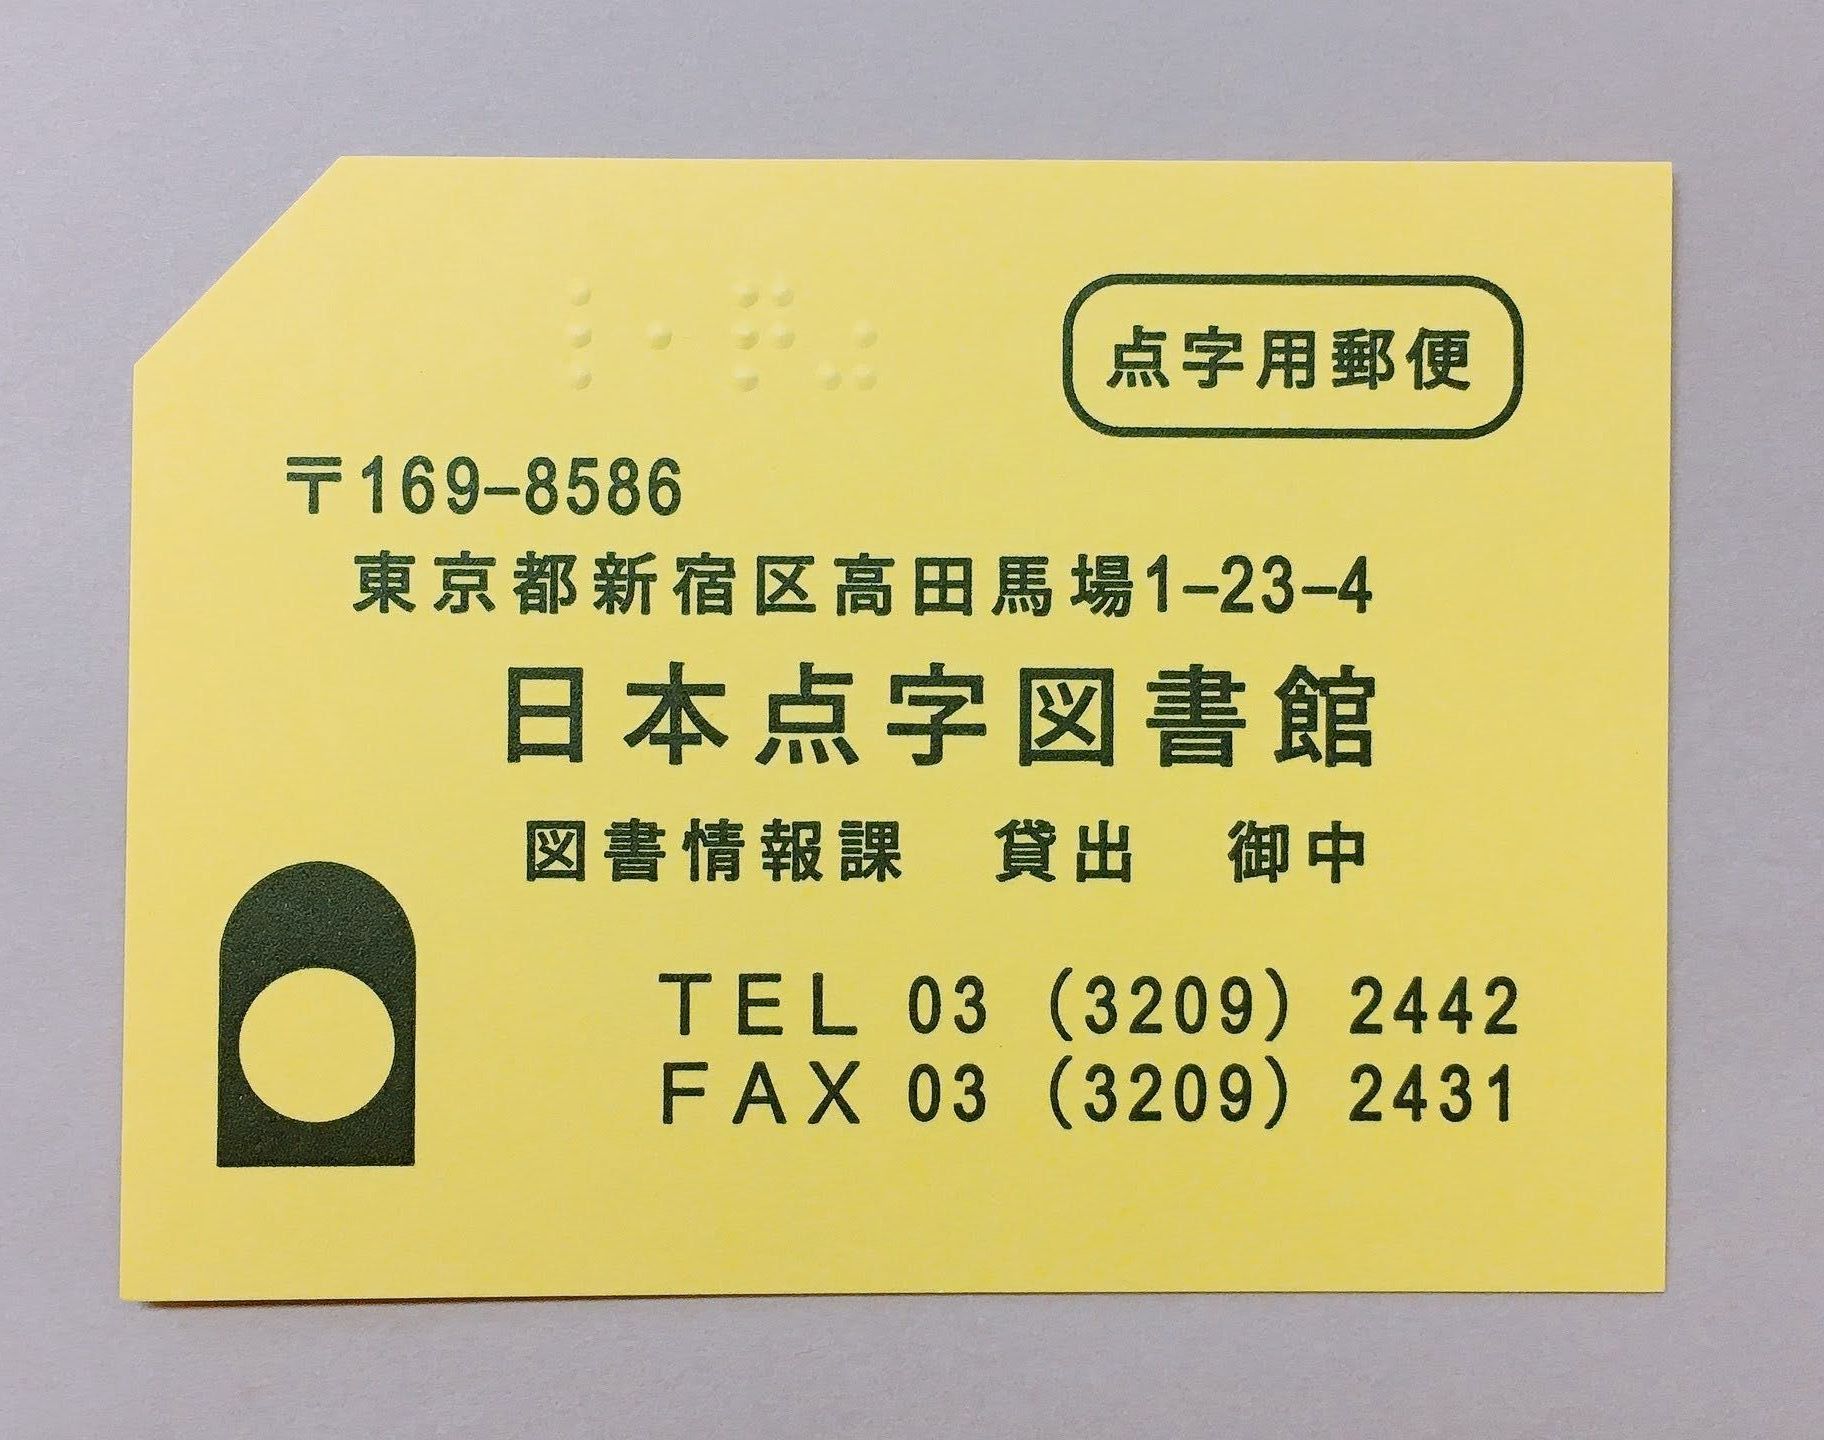 ⠇⠂⠟⠴
点字用郵便
〒169-8586
東京都新宿区高田馬場1-23-4
日本点字図書館
図書情報課　貸出　御中
TEL 03（3209）2442
FAX 03（3209）2431